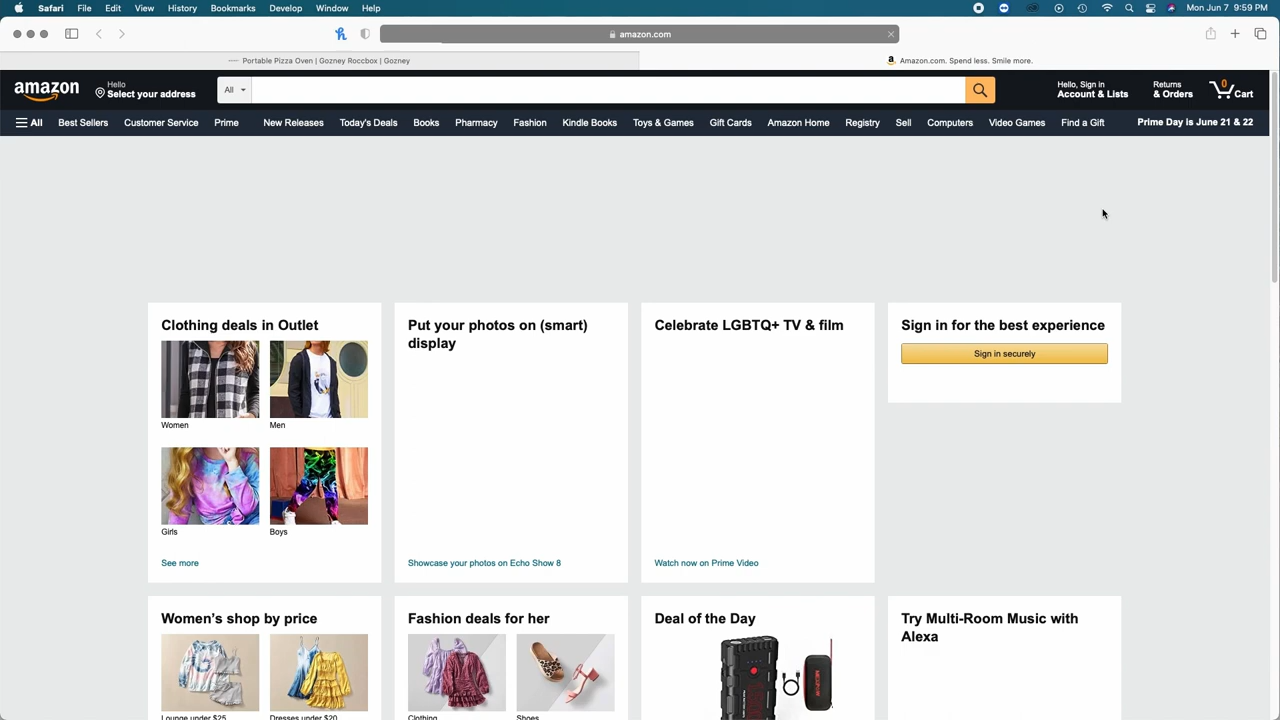 Safari File Edit View History Bookmarks Develop Window Help
Mon Jun 7 9:59 PM
amazon.com
Portable Pizza Oven | Gozney Roccbox | Gozney
a Amazon.com. Spend less. Smile more.
amazon
Hello
Select your address
All
Hello, Sign in
Account & Lists
Returns
& Orders
0
Cart
All Best Sellers Customer Service Prime New Releases Today's Deals Books Pharmacy Fashion Kindle Books Toys & Games Gift Cards Amazon Home Registry Sell Computers Video Games Find a Gift Prime Day is June 21 & 22
Clothing deals in Outlet
Women
Men
Girls
Boys
See more
Put your photos on (smart)
display
Showcase your photos on Echo Show 8
Celebrate LGBTQ+ TV & film
Watch now on Prime Video
Sign in for the best experience
Sign in securely
Women's shop by price
Lounge under $25
Dresses under $20
Fashion deals for her
Clothing
Shoes
Deal of the Day
Try Multi-Room Music with
Alexa